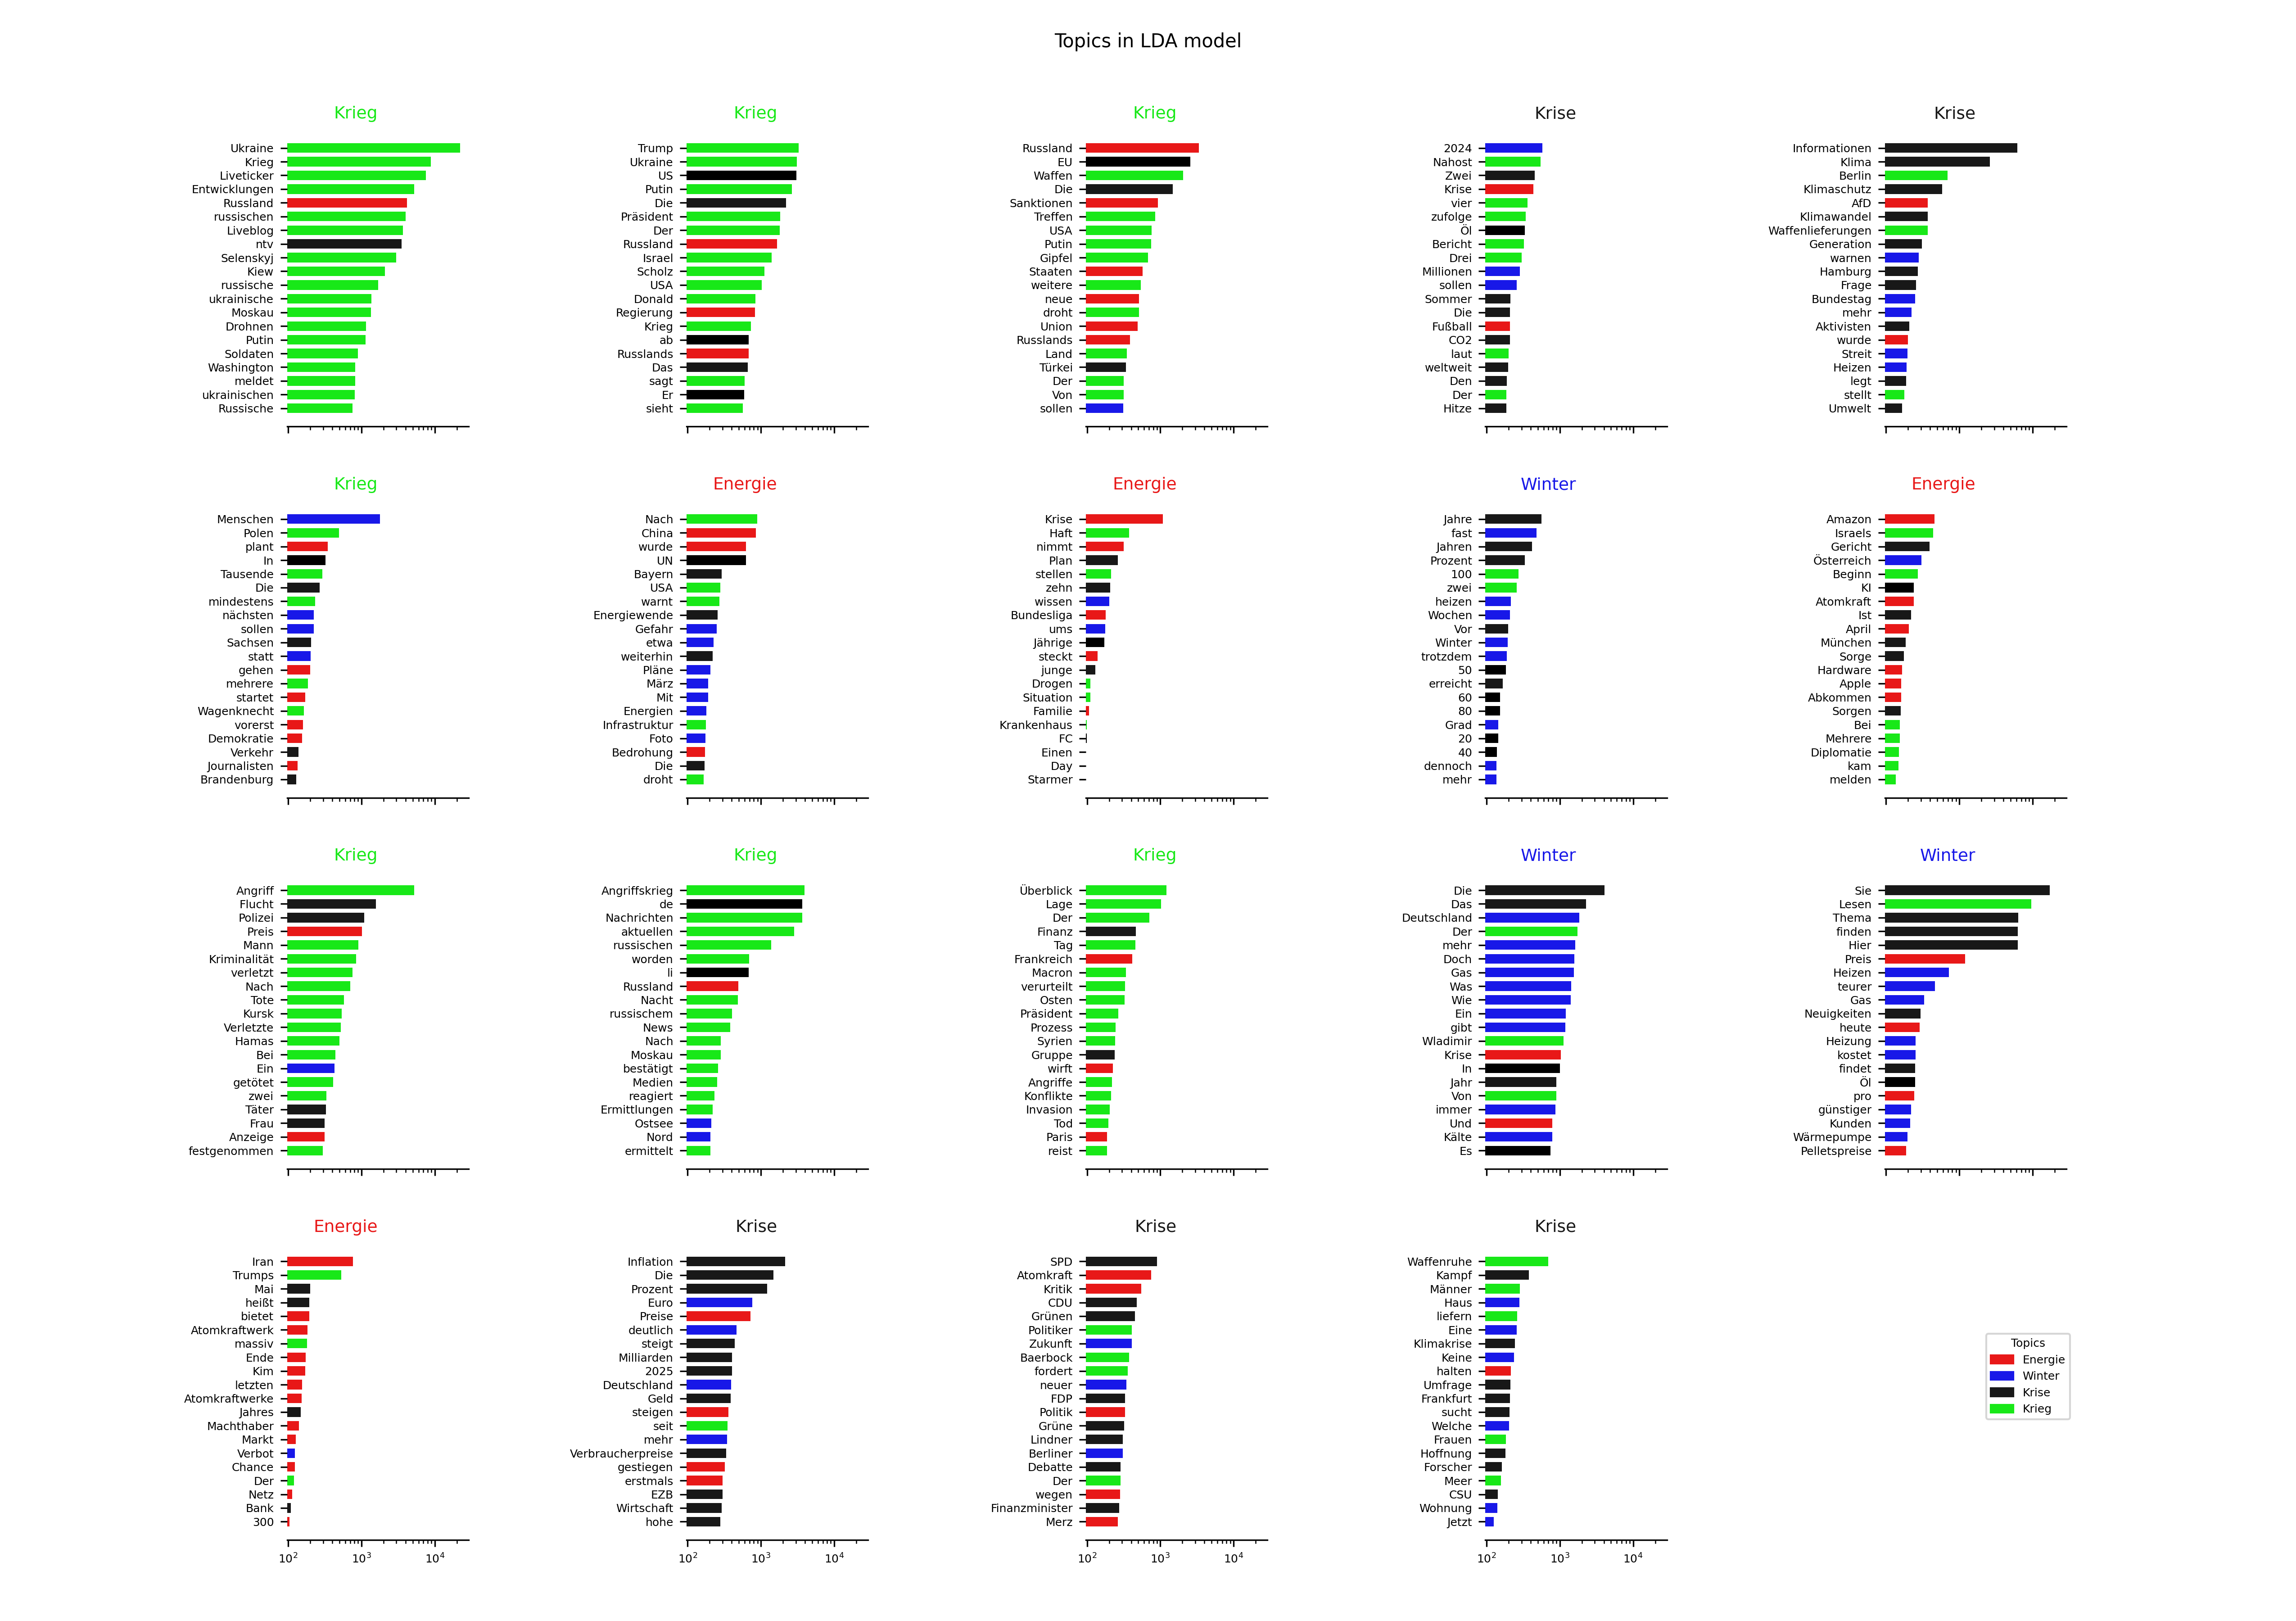 Topics in LDA model
Krieg
Ukraine
Krieg
Liveticker
Entwicklungen
Russland
russischen
Liveblog
ntv
Selenskyj
Kiew
russische
ukrainische
Moskau
Drohnen
Putin
Soldaten
Washington
meldet
ukrainischen
Russische
Krieg
Trump
Ukraine
US
Putin
Die
Präsident
Der
Russland
Israel
Scholz
USA
Donald
Regierung
Krieg
ab
Russlands
Das
sagt
Er
sieht
Krieg
Russland
EU
Waffen
Die
Sanktionen
Treffen
USA
Putin
Gipfel
Staaten
weitere
neue
droht
Union
Russlands
Land
Türkei
Der
Von
sollen
Krise
2024
Nahost
Zwei
Krise
vier
zufolge
Öl
Bericht
Drei
Millionen
sollen
Sommer
Die
Fußball
CO2
laut
weltweit
Den
Der
Hitze
Krise
Informationen
Klima
Berlin
Klimaschutz
AfD
Klimawandel
Waffenlieferungen
Generation
warnen
Hamburg
Frage
Bundestag
mehr
Aktivisten
wurde
Streit
Heizen
legt
stellt
Umwelt
Krieg
Menschen
Polen
plant
In
Tausende
Die
mindestens
nächsten
sollen
Sachsen
statt
gehen
mehrere
startet
Wagenknecht
vorerst
Demokratie
Verkehr
Journalisten
Brandenburg
Energie
Nach
China
wurde
UN
Bayern
USA
warnt
Energiewende
Gefahr
etwa
weiterhin
Pläne
März
Mit
Energien
Infrastruktur
Foto
Bedrohung
Die
droht
Energie
Krise
Haft
nimmt
Plan
stellen
zehn
wissen
Bundesliga
ums
Jährige
steckt
junge
Drogen
Situation
Familie
Krankenhaus
FC
Einen
Day
Starmer
Winter
Jahre
fast
Jahren
Prozent
100
zwei
heizen
Wochen
Vor
Winter
trotzdem
50
erreicht
60
80
Grad
20
40
dennoch
mehr
Energie
Amazon
Israels
Gericht
Österreich
Beginn
KI
Atomkraft
Ist
April
München
Sorge
Hardware
Apple
Abkommen
Sorgen
Bei
Mehrere
Diplomatie
kam
melden
Krieg
Angriff
Flucht
Polizei
Preis
Mann
Kriminalität
verletzt
Nach
Tote
Kursk
Verletzte
Hamas
Bei
Ein
getötet
zwei
Täter
Frau
Anzeige
festgenommen
Krieg
Angriffskrieg
de
Nachrichten
aktuellen
russischen
worden
li
Russland
Nacht
russischem
News
Nach
Moskau
bestätigt
Medien
reagiert
Ermittlungen
Ostsee
Nord
ermittelt
Krieg
Überblick
Lage
Der
Finanz
Tag
Frankreich
Macron
verurteilt
Osten
Präsident
Prozess
Syrien
Gruppe
wirft
Angriffe
Konflikte
Invasion
Tod
Paris
reist
Winter
Die
Das
Deutschland
Der
mehr
Doch
Gas
Was
Wie
Ein
gibt
Wladimir
Krise
In
Jahr
Von
immer
Und
Kälte
Es
Winter
Sie
Lesen
Thema
finden
Hier
Preis
Heizen
teurer
Gas
Neuigkeiten
heute
Heizung
kostet
findet
Öl
pro
günstiger
Kunden
Wärmepumpe
Pelletspreise
Energie
Iran
Trumps
Mai
heißt
bietet
Atomkraftwerk
massiv
Ende
Kim
letzten
Atomkraftwerke
Jahres
Machthaber
Markt
Verbot
Chance
Der
Netz
Bank
300
10² 10³ 10⁴
Krise
Inflation
Die
Prozent
Euro
Preise
deutlich
steigt
Milliarden
2025
Deutschland
Geld
steigen
seit
mehr
Verbraucherpreise
gestiegen
erstmals
EZB
Wirtschaft
hohe
10² 10³ 10⁴
Krise
SPD
Atomkraft
Kritik
CDU
Grünen
Politiker
Zukunft
Baerbock
fordert
neuer
FDP
Politik
Grüne
Lindner
Berliner
Debatte
Der
wegen
Finanzminister
Merz
10² 10³ 10⁴
Krise
Waffenruhe
Kampf
Männer
Haus
liefern
Eine
Klimakrise
Keine
halten
Umfrage
Frankfurt
sucht
Welche
Frauen
Hoffnung
Forscher
Meer
CSU
Wohnung
Jetzt
10² 10³ 10⁴
Topics
Energie
Winter
Krise
Krieg